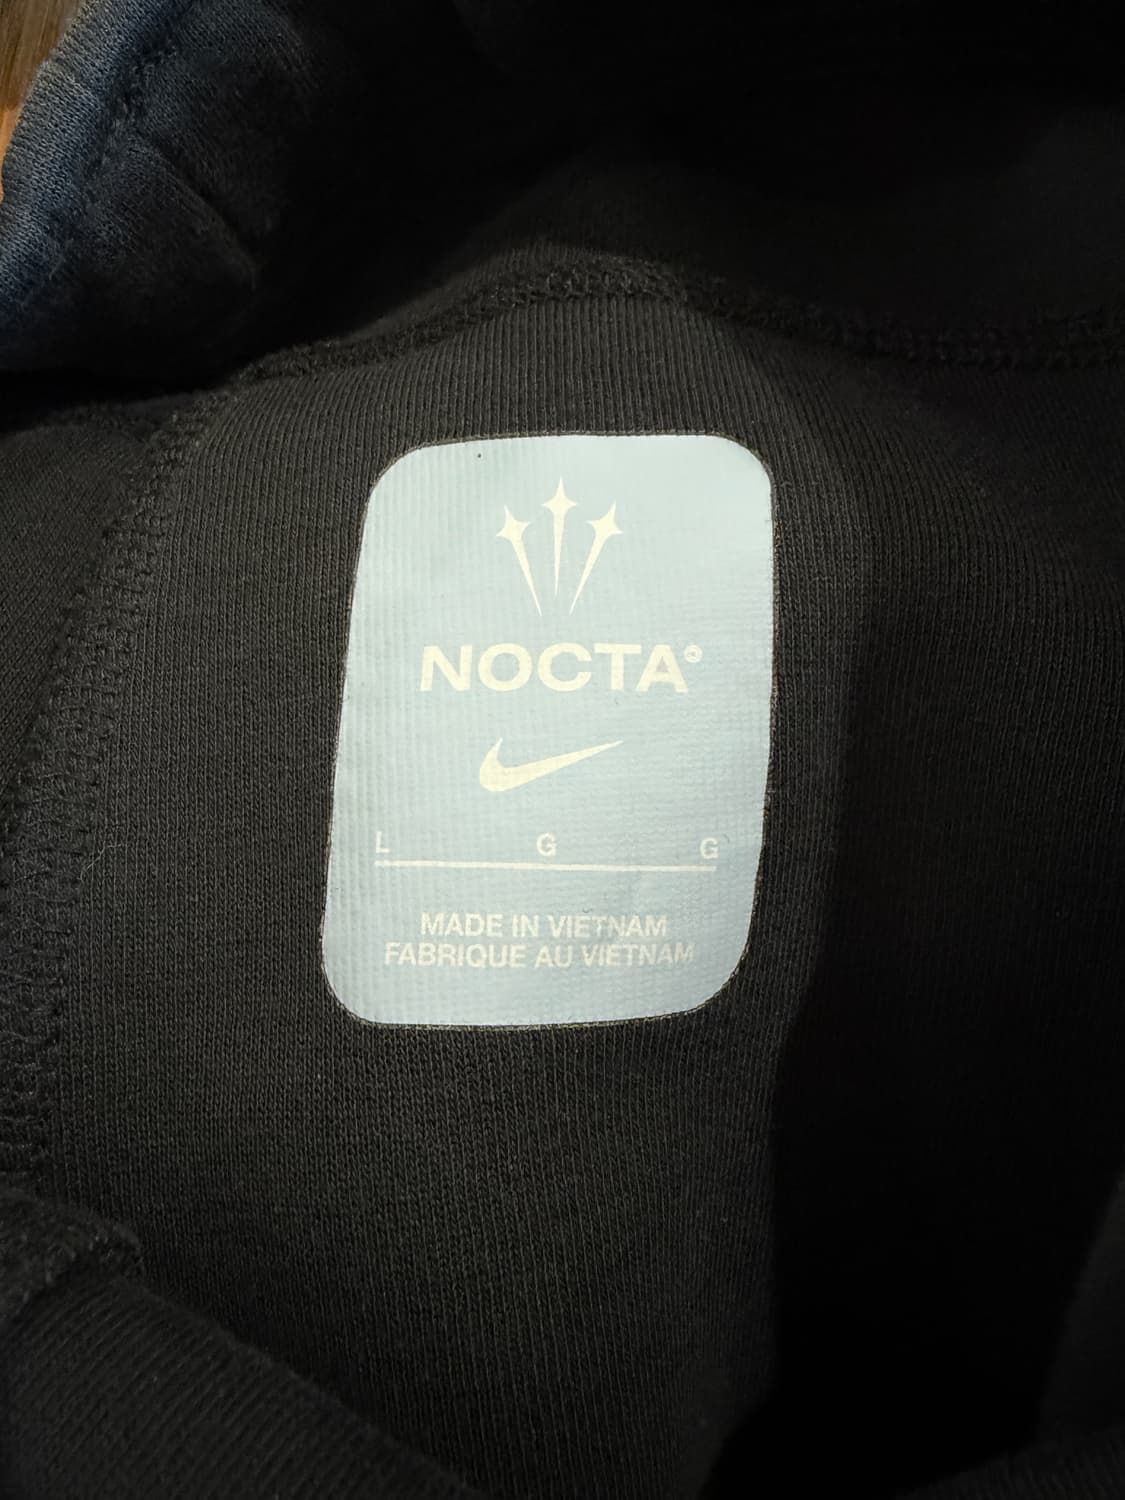 NOCTA®
L G G
MADE IN VIETNAM
FABRIQUE AU VIETNAM